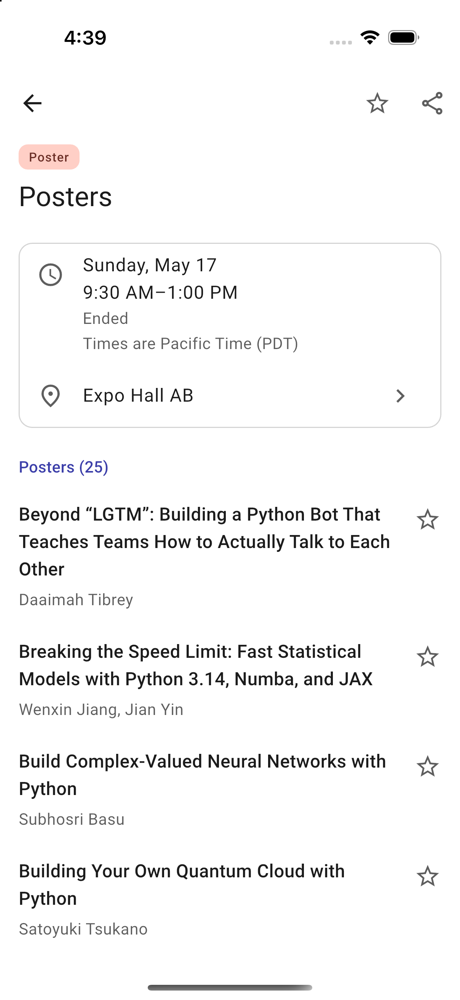 4:39
Poster
Posters
Sunday, May 17
9:30 AM–1:00 PM
Ended
Times are Pacific Time (PDT)
Expo Hall AB
Posters (25)
Beyond “LGTM”: Building a Python Bot That
Teaches Teams How to Actually Talk to Each
Other
Daaimah Tibrey
Breaking the Speed Limit: Fast Statistical
Models with Python 3.14, Numba, and JAX
Wenxin Jiang, Jian Yin
Build Complex-Valued Neural Networks with
Python
Subhosri Basu
Building Your Own Quantum Cloud with
Python
Satoyuki Tsukano